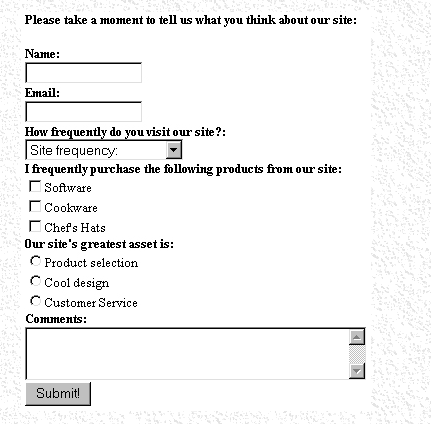 Please take a moment to tell us what you think about our site:
Name:
Email:
How frequently do you visit our site?:
Site frequency:
I frequently purchase the following products from our site:
Software
Cookware
Chef's Hats
Our site's greatest asset is:
Product selection
Cool design
Customer Service
Comments:
Submit!